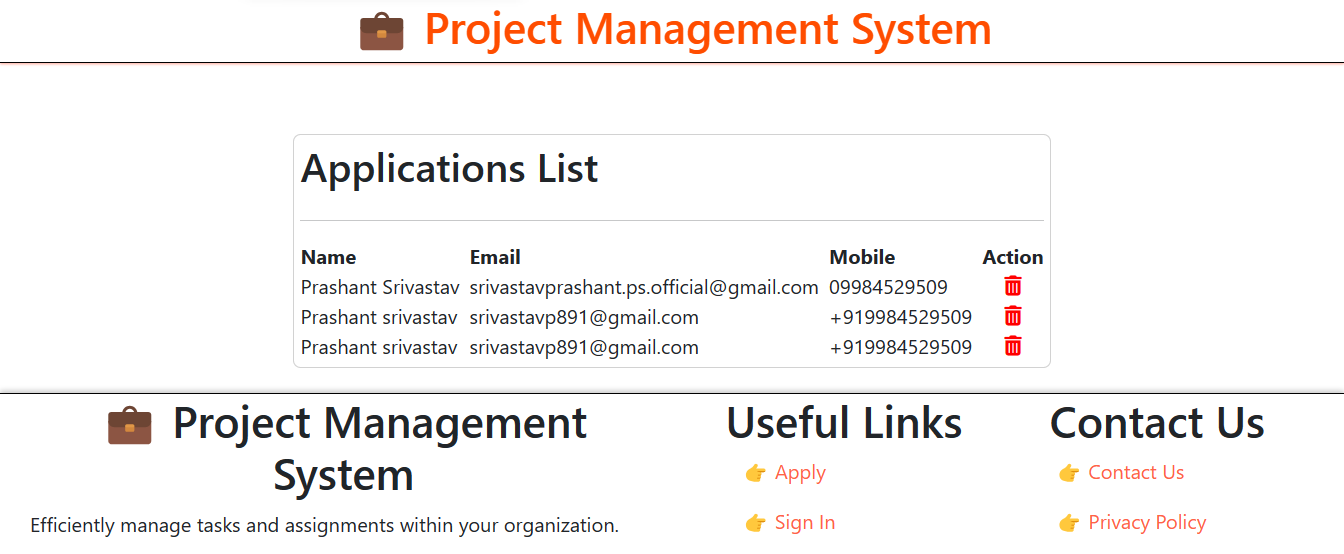 Project Management System
Applications List
Name Email Mobile Action
Prashant Srivastav srivastavprashant.ps.official@gmail.com 09984529509
Prashant srivastav srivastavp891@gmail.com +919984529509
Prashant srivastav srivastavp891@gmail.com +919984529509
Project Management
System
Efficiently manage tasks and assignments within your organization.
Useful Links
👉 Apply
👉 Sign In
Contact Us
👉 Contact Us
👉 Privacy Policy